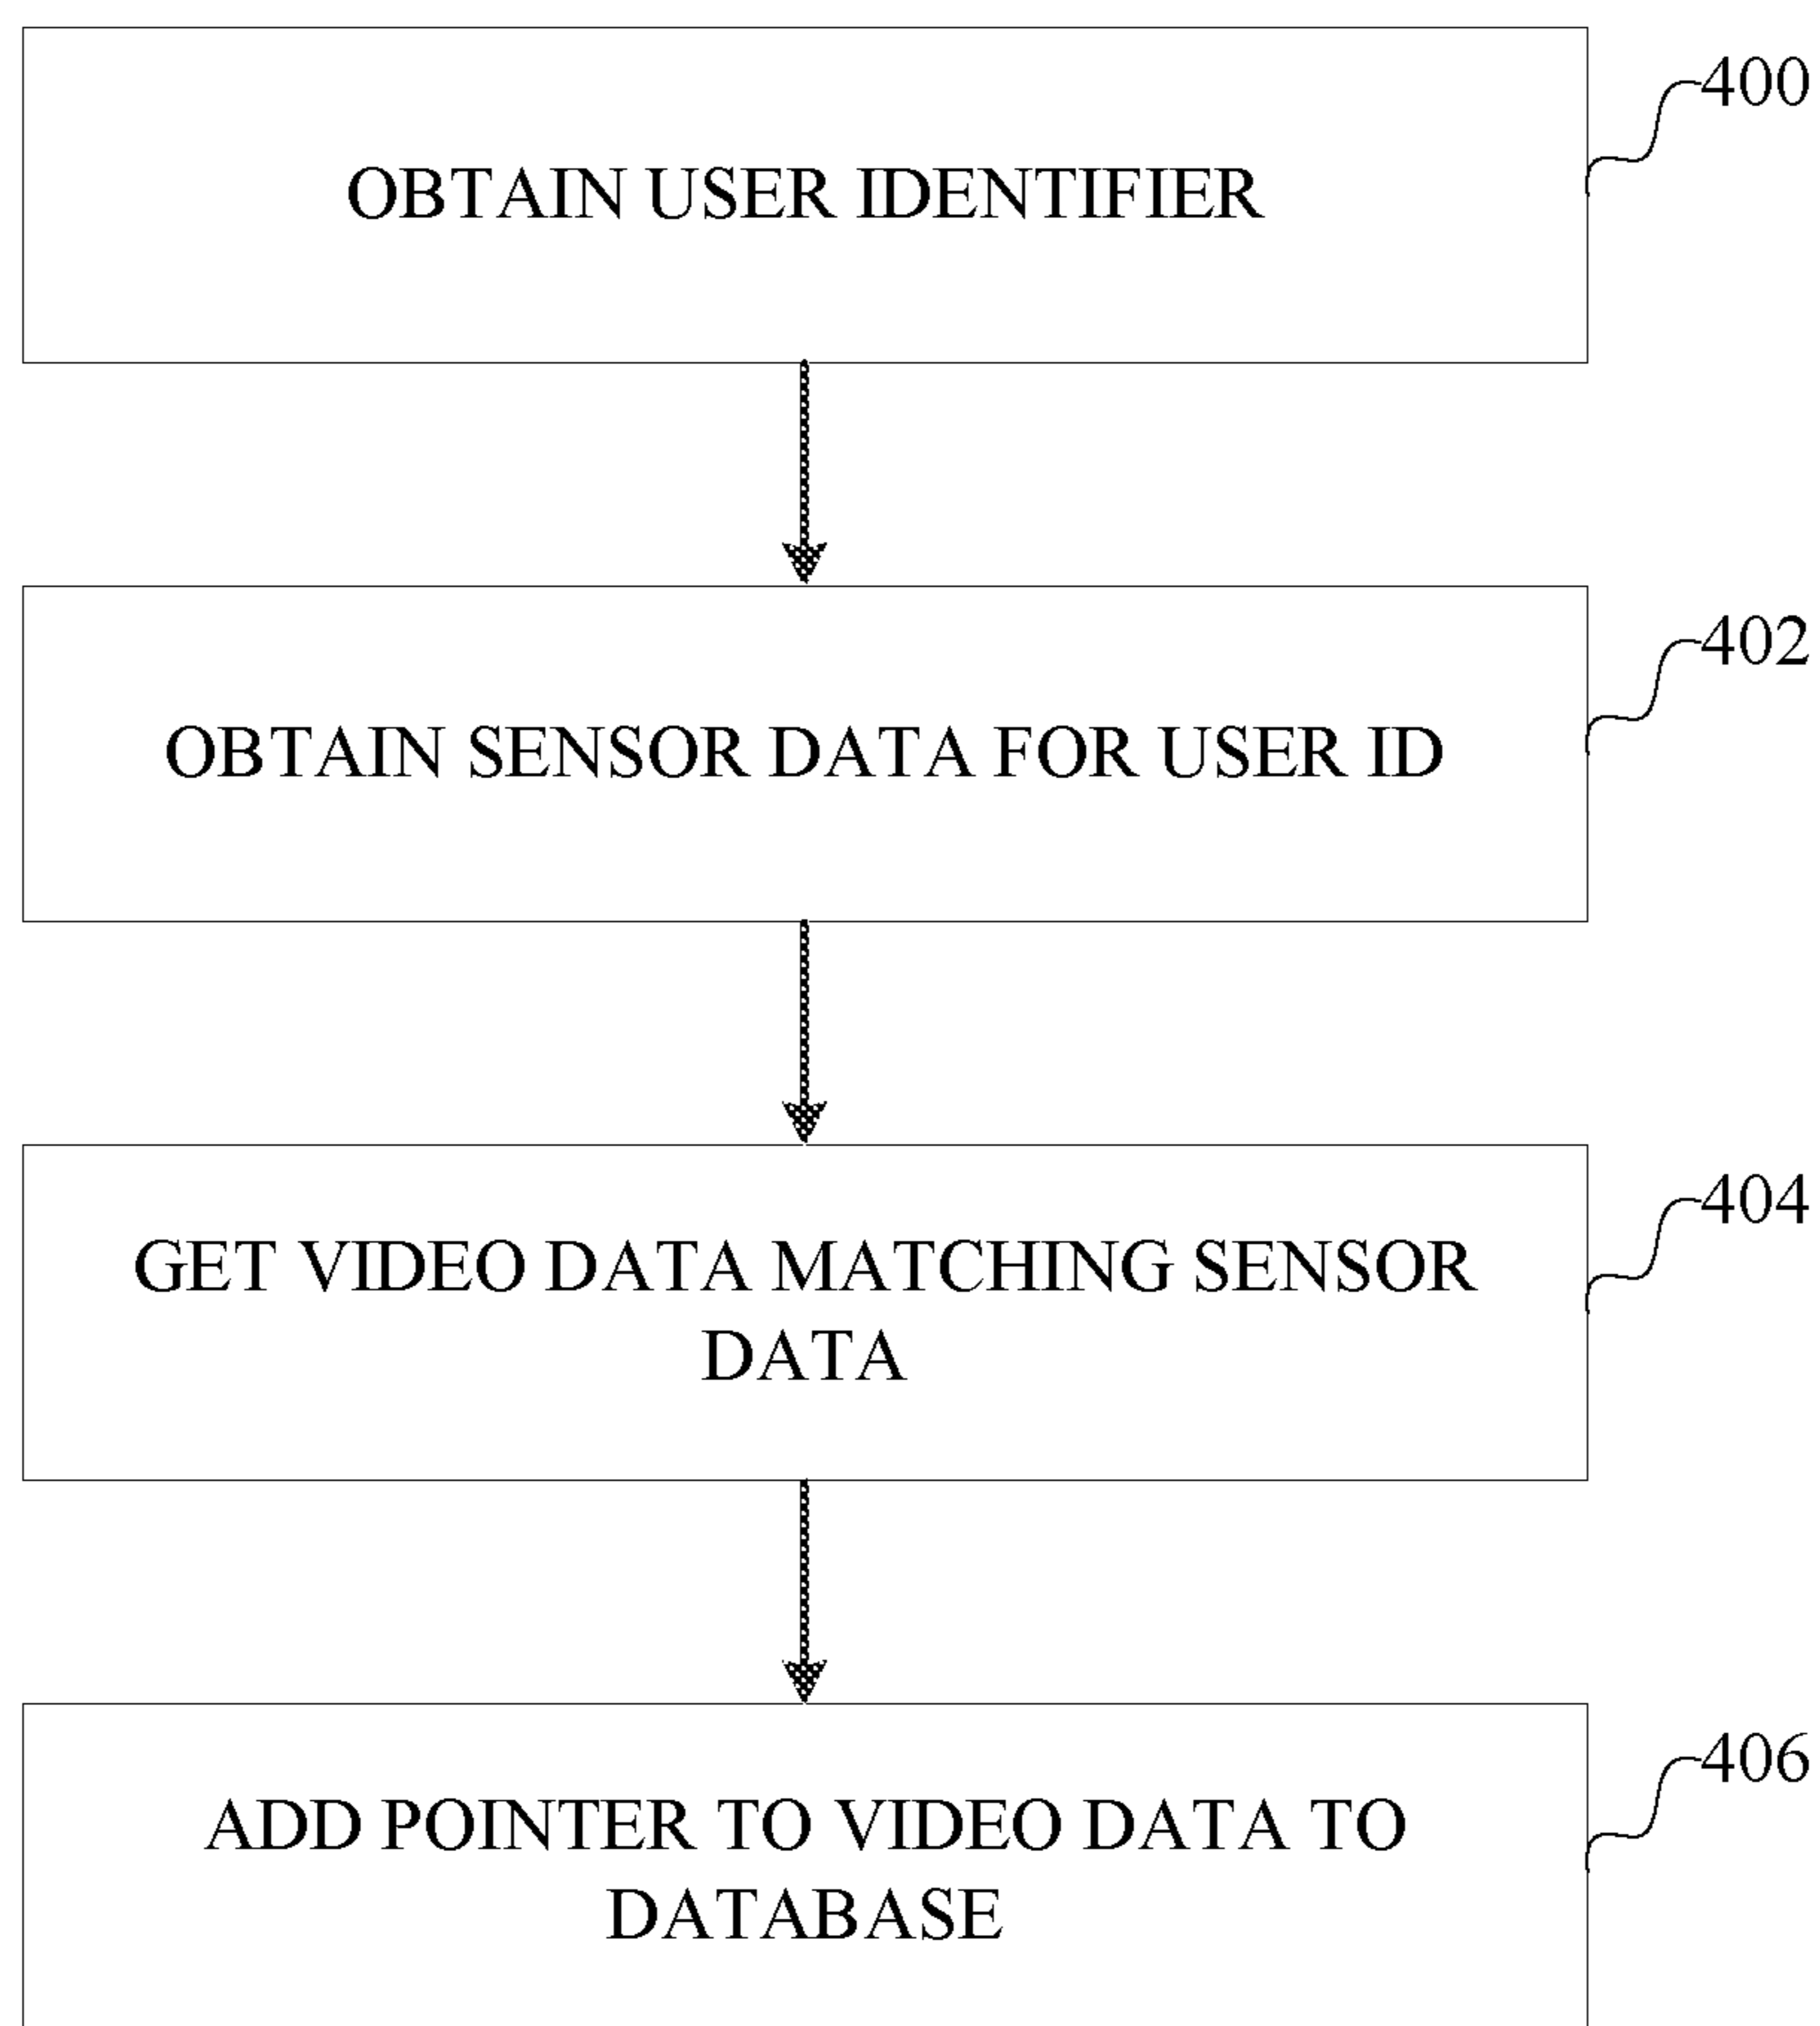 400
OBTAIN USER IDENTIFIER
402
OBTAIN SENSOR DATA FOR USER ID
404
GET VIDEO DATA MATCHING SENSOR
DATA
406
ADD POINTER TO VIDEO DATA TO
DATABASE